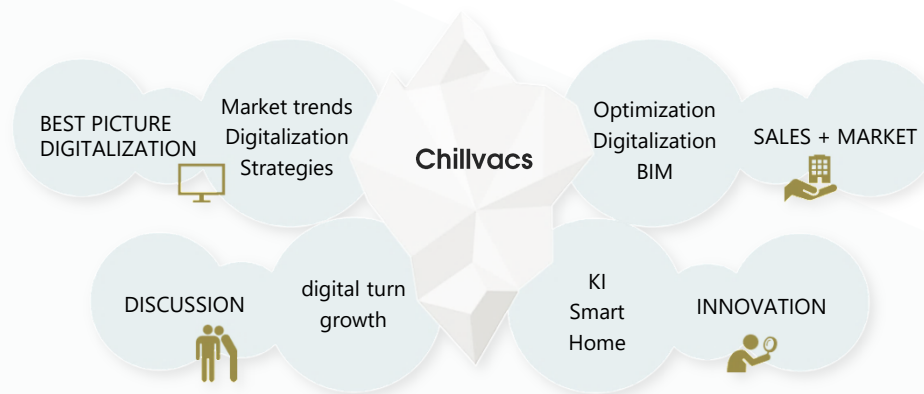 BEST PICTURE
DIGITALIZATION
Market trends
Digitalization
Strategies
Chillvacs
Optimization
Digitalization
BIM
SALES + MARKET
DISCUSSION
digital turn
growth
KI
Smart
Home
INNOVATION